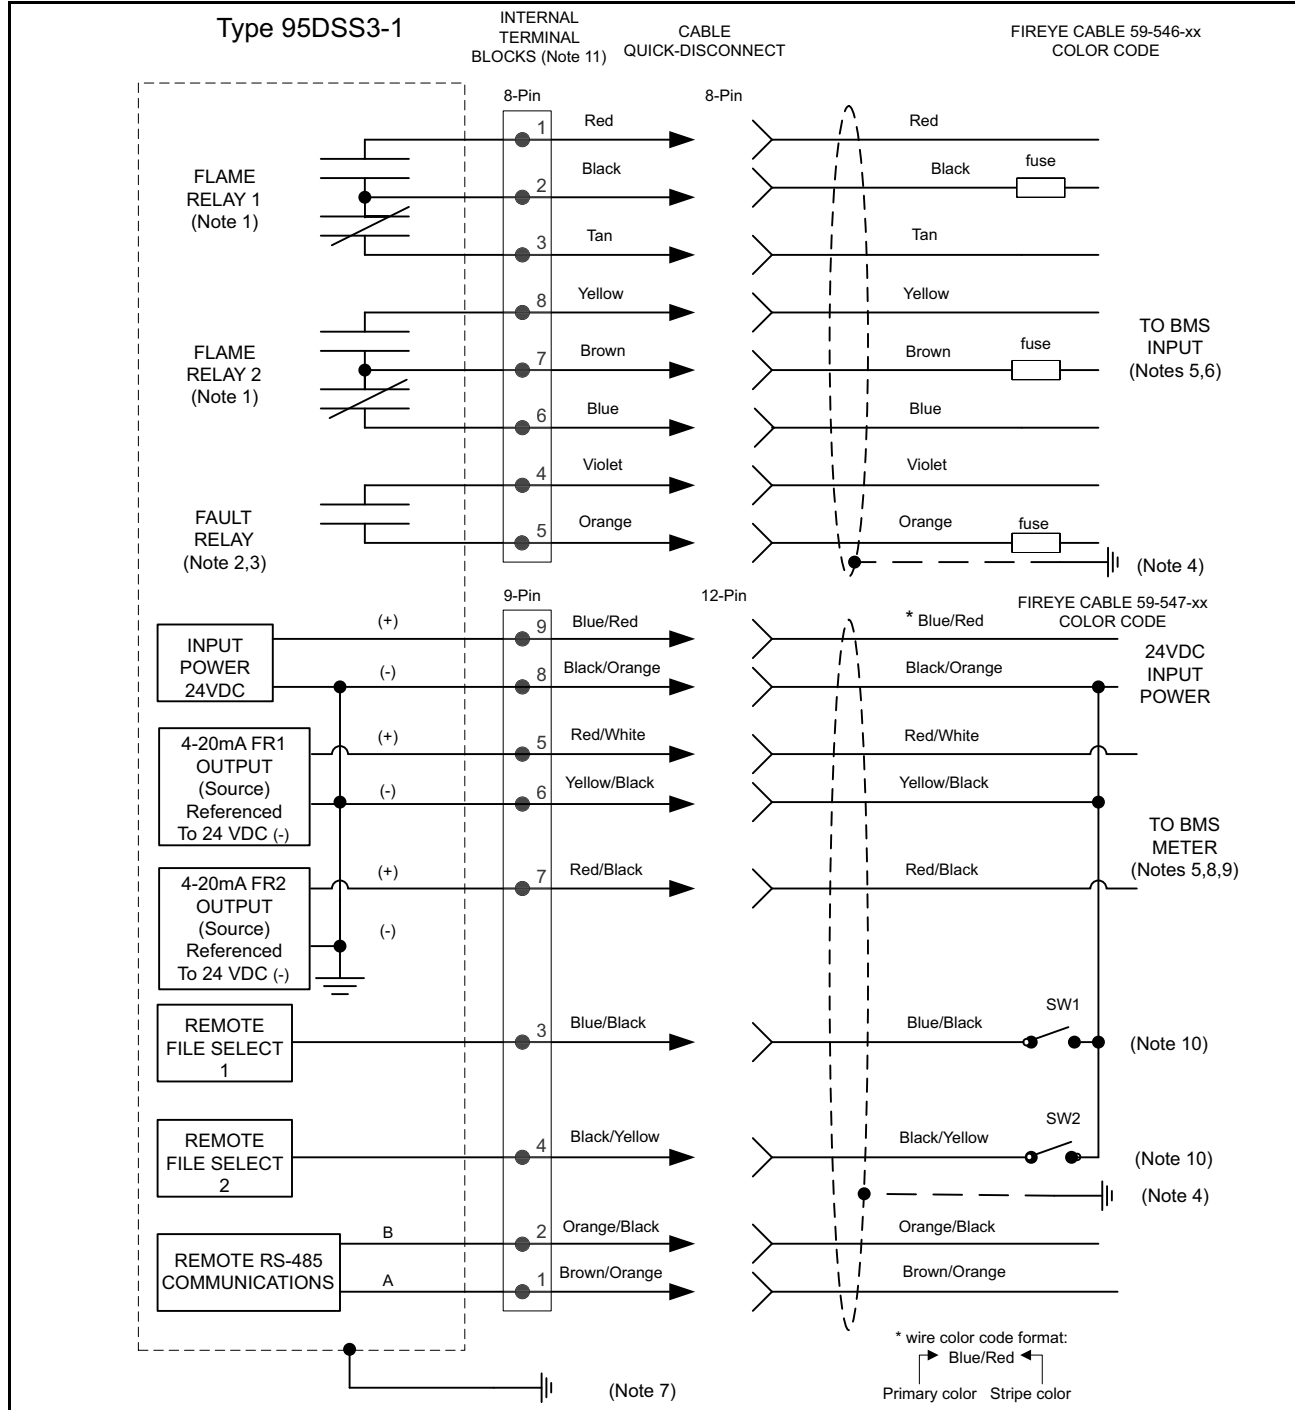 Type 95DSS3-1
INTERNAL
TERMINAL
BLOCKS (Note 11)
CABLE
QUICK-DISCONNECT
FIREYE CABLE 59-546-xx
COLOR CODE
8-Pin
8-Pin
FLAME
RELAY 1
(Note 1)
1
Red
Red
2
Black
Black
fuse
3
Tan
Tan
FLAME
RELAY 2
(Note 1)
8
Yellow
Yellow
7
Brown
Brown
fuse
6
Blue
Blue
TO BMS
INPUT
(Notes 5,6)
FAULT
RELAY
(Note 2,3)
4
Violet
Violet
5
Orange
Orange
fuse
(Note 4)
9-Pin
12-Pin
FIREYE CABLE 59-547-xx
COLOR CODE
INPUT
POWER
24VDC
(+)
9
Blue/Red
* Blue/Red
(-)
8
Black/Orange
Black/Orange
24VDC
INPUT
POWER
4-20mA FR1
OUTPUT
(Source)
Referenced
To 24 VDC (-)
(+)
5
Red/White
Red/White
(-)
6
Yellow/Black
Yellow/Black
TO BMS
METER
(Notes 5,8,9)
4-20mA FR2
OUTPUT
(Source)
Referenced
To 24 VDC (-)
(+)
7
Red/Black
Red/Black
(-)
REMOTE
FILE SELECT
1
3
Blue/Black
Blue/Black
SW1
(Note 10)
REMOTE
FILE SELECT
2
4
Black/Yellow
Black/Yellow
SW2
(Note 10)
(Note 4)
REMOTE RS-485
COMMUNICATIONS
B
2
Orange/Black
Orange/Black
A
1
Brown/Orange
Brown/Orange
(Note 7)
* wire color code format:
Blue/Red
Primary color Stripe color